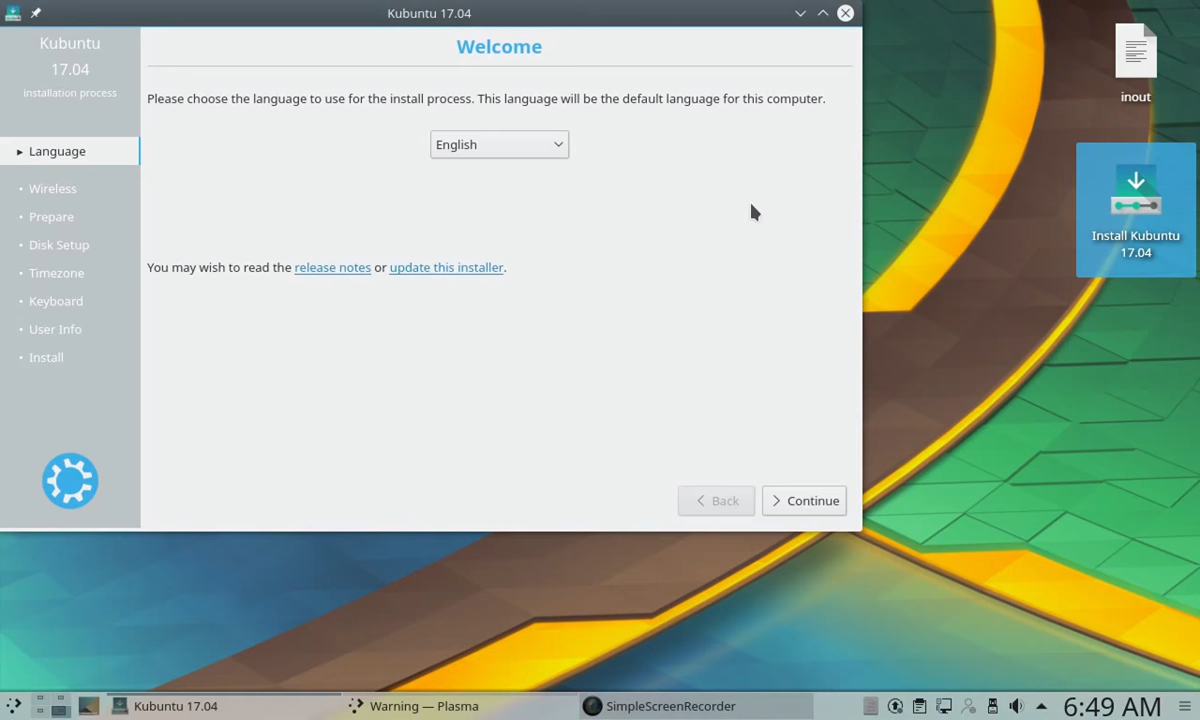 Kubuntu 17.04
Kubuntu
17.04
installation process
Language
Wireless
Prepare
Disk Setup
Timezone
Keyboard
User Info
Install
Welcome
Please choose the language to use for the install process. This language will be the default language for this computer.
English
You may wish to read the release notes or update this installer.
Back
Continue
inout
Install Kubuntu
17.04
Kubuntu 17.04
Warning — Plasma
SimpleScreenRecorder
6:49 AM